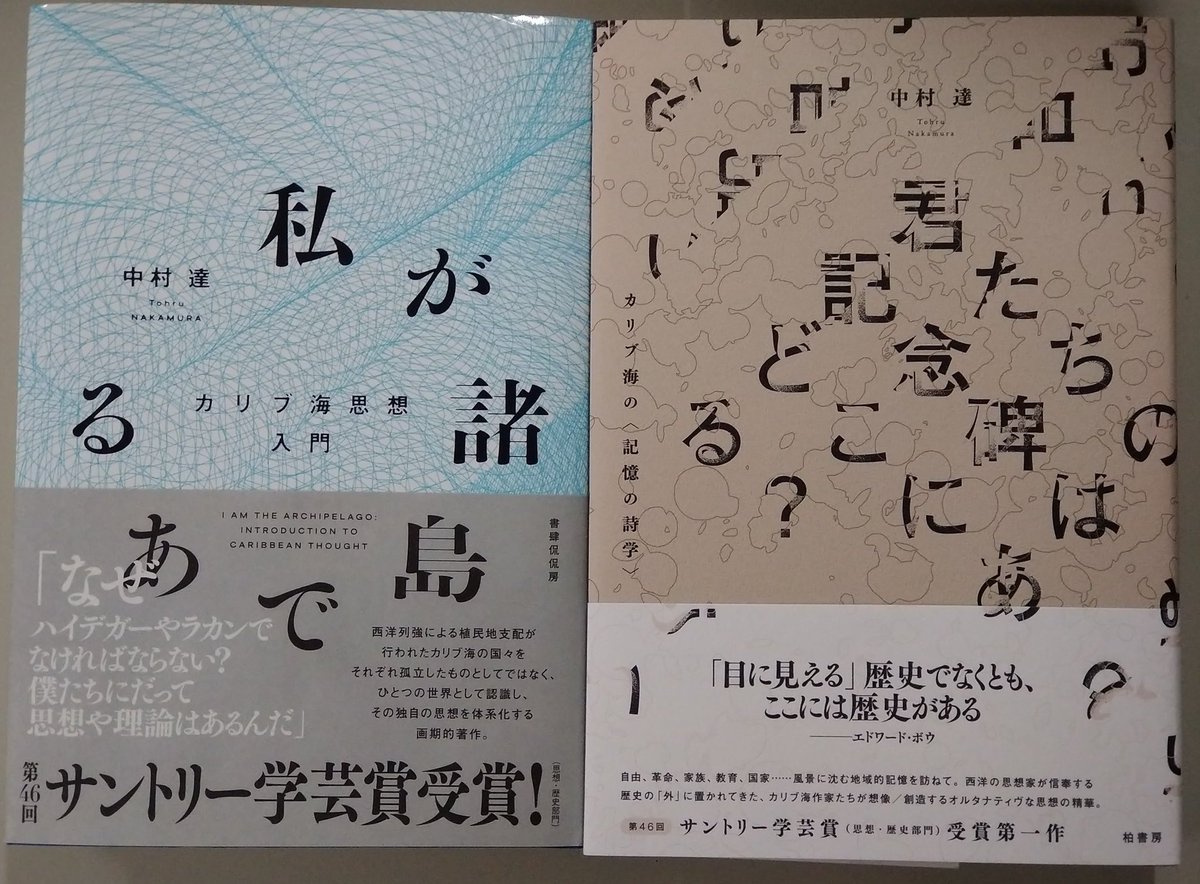 私が諸島である
中村 達
Tohru
NAKAMURA
カリブ海思想
入門
I AM THE ARCHIPELAGO:
INTRODUCTION TO
CARIBBEAN THOUGHT
書肆侃侃房
「なぜ
ハイデガーやラカンで
なければならない?
僕たちにだって
思想や理論はあるんだ」
西洋列強による植民地支配が
行われたカリブ海の国々を
それぞれ孤立したものとしてではなく、
ひとつの世界として認識し、
その独自の思想を体系化する
画期的著作。
第46回
サントリー学芸賞受賞!
(思想・歴史部門)
中村 達
Tohru
Nakamura
君たちの
記念碑は
どこにあ
る?
カリブ海の〈記憶の詩学〉
「目に見える」歴史でなくとも、
ここには歴史がある
──エドワード・ボウ
自由、革命、家族、教育、国家……風景に沈む地域的記憶を訪ねて。西洋の思想家が信奉する
歴史の「外」に置かれてきた、カリブ海作家たちが想像/創造するオルタナティヴな思想の精華。
第46回 サントリー学芸賞(思想・歴史部門)受賞第一作
柏書房